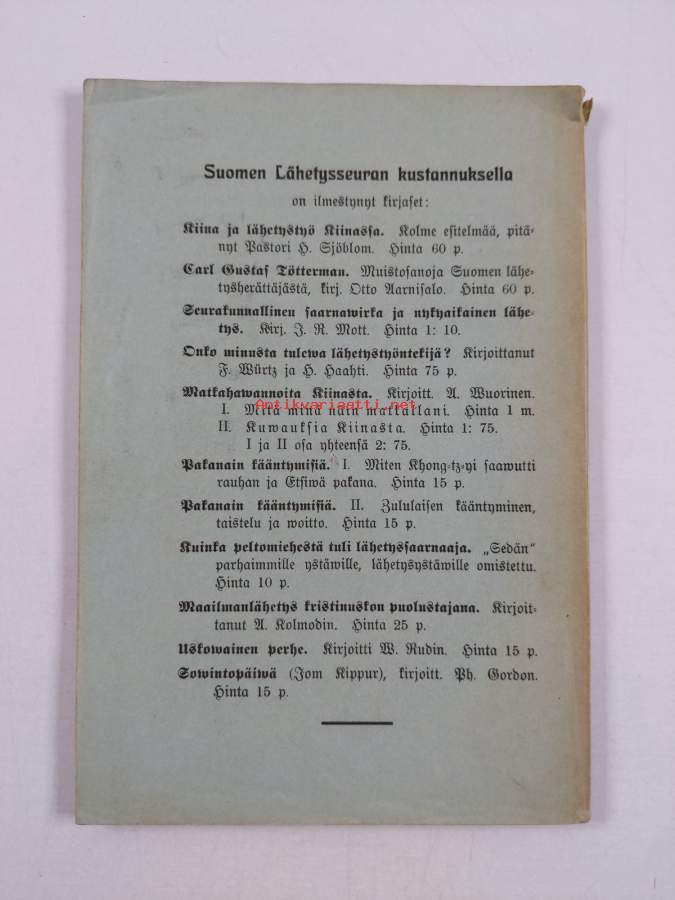 Suomen Lähetysseuran kustannuksella
on ilmestynyt kirjaset:
Kiina ja lähetystyö Kiinassa. Kolme esitelmää, pitä-
nyt Pastori H. Sjöblom. Hinta 60 p.
Carl Gustaf Tötterman. Muistosanoja Suomen lähe-
tysherättäjästä, kirj. Otto Aarnisalo. Hinta 60 p.
Seurakunnallinen saarnawirka ja nykyaikainen lähe-
tys. Kirj. J. R. Mott. Hinta 1: 10.
Onko minusta tulewa lähetystyöntekijä? Kirjoittanut
F. Würtz ja H. Haahti. Hinta 75 p.
Matkahawannoita Kiinasta. Kirjoitt. A. Wuorinen.
Antikvariaatti.net
I. Mitä minä näin matkallani. Hinta 1 m.
II. Kuwauksia Kiinasta. Hinta 1: 75.
I ja II osa yhteensä 2: 75.
Pakanain kääntymisiä. I. Miten Khong-tz-yi saawutti
rauhan ja Etsiwä pakana. Hinta 15 p.
Pakanain kääntymisiä. II. Zululaisen kääntyminen,
taistelu ja woitto. Hinta 15 p.
Kuinka peltomiehestä tuli lähetyssaarnaaja. „Sedän"
parhaimmille ystäwille, lähetysystäwille omistettu.
Hinta 10 p.
Maailmanlähetys kristinuskon puolustajana. Kirjoit-
tanut A. Kolmodin. Hinta 25 p.
Uskowainen perhe. Kirjoitti W. Rudin. Hinta 15 p.
Sowintopäiwä (Jom Kippur), kirjoitt. Ph. Gordon.
Hinta 15 p.